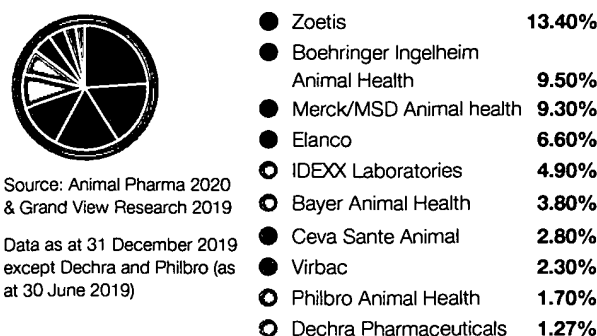 Zoetis 13.40%
Boehringer Ingelheim
Animal Health 9.50%
Merck/MSD Animal health 9.30%
Elanco 6.60%
IDEXX Laboratories 4.90%
Bayer Animal Health 3.80%
Ceva Sante Animal 2.80%
Virbac 2.30%
Philbro Animal Health 1.70%
Dechra Pharmaceuticals 1.27%
Source: Animal Pharma 2020
& Grand View Research 2019
Data as at 31 December 2019
except Dechra and Philbro (as
at 30 June 2019)